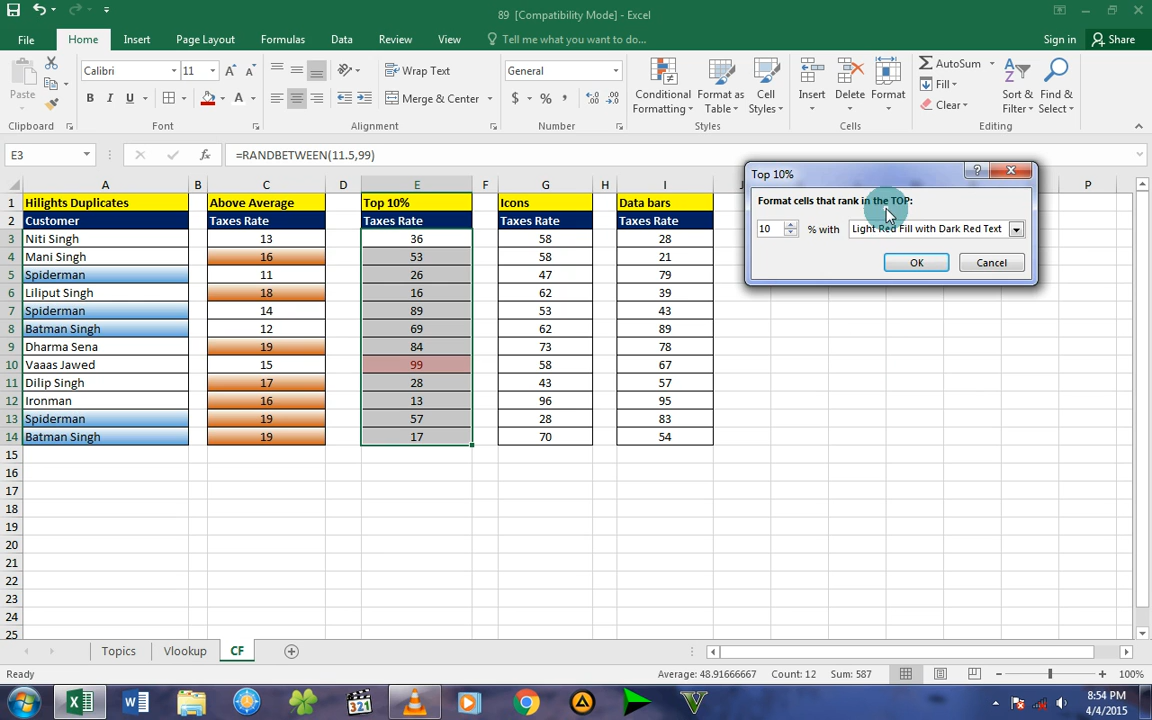 89 [Compatibility Mode] - Excel
File Home Insert Page Layout Formulas Data Review View Tell me what you want to do... Sign in Share
Calibri 11 Wrap Text General AutoSum
Paste B I U Merge & Center $ % , Conditional Formatting Format as Table Cell Styles Insert Delete Format Fill Clear Sort & Filter Find & Select
Clipboard Font Alignment Number Styles Cells Editing
E3 fx =RANDBETWEEN(11.5,99)
Top 10%
Format cells that rank in the TOP:
10 % with Light Red Fill with Dark Red Text
OK Cancel
A B C D E F G H I J P
1 Hilights Duplicates Above Average Top 10% Icons Data bars
2 Customer Taxes Rate Taxes Rate Taxes Rate Taxes Rate
3 Niti Singh 13 36 58 28
4 Mani Singh 16 53 58 21
5 Spiderman 11 26 47 79
6 Liliput Singh 18 16 62 39
7 Spiderman 14 89 53 43
8 Batman Singh 12 69 62 89
9 Dharma Sena 19 84 73 78
10 Vaaas Jawed 15 99 58 67
11 Dilip Singh 17 28 43 57
12 Ironman 16 13 96 95
13 Spiderman 19 57 28 83
14 Batman Singh 19 17 70 54
15
16
17
18
19
20
21
22
23
24
25
Topics Vlookup CF
Ready Average: 48.91666667 Count: 12 Sum: 587 100%
321
8:54 PM
4/4/2015